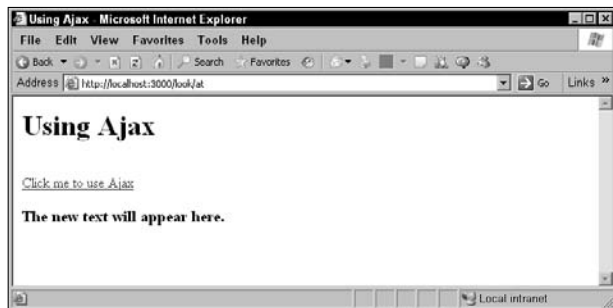 Using Ajax - Microsoft Internet Explorer
File Edit View Favorites Tools Help
Back Search Favorites
Address http://localhost:3000/look/at Go Links »
Using Ajax
Click me to use Ajax
The new text will appear here.
Local intranet